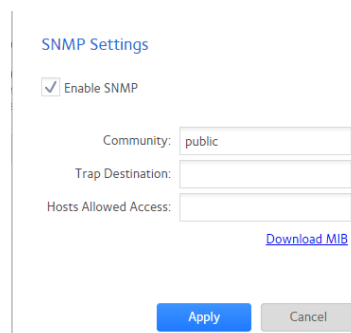 SNMP Settings
Enable SNMP
Community: public
Trap Destination:
Hosts Allowed Access:
Download MIB
Apply Cancel